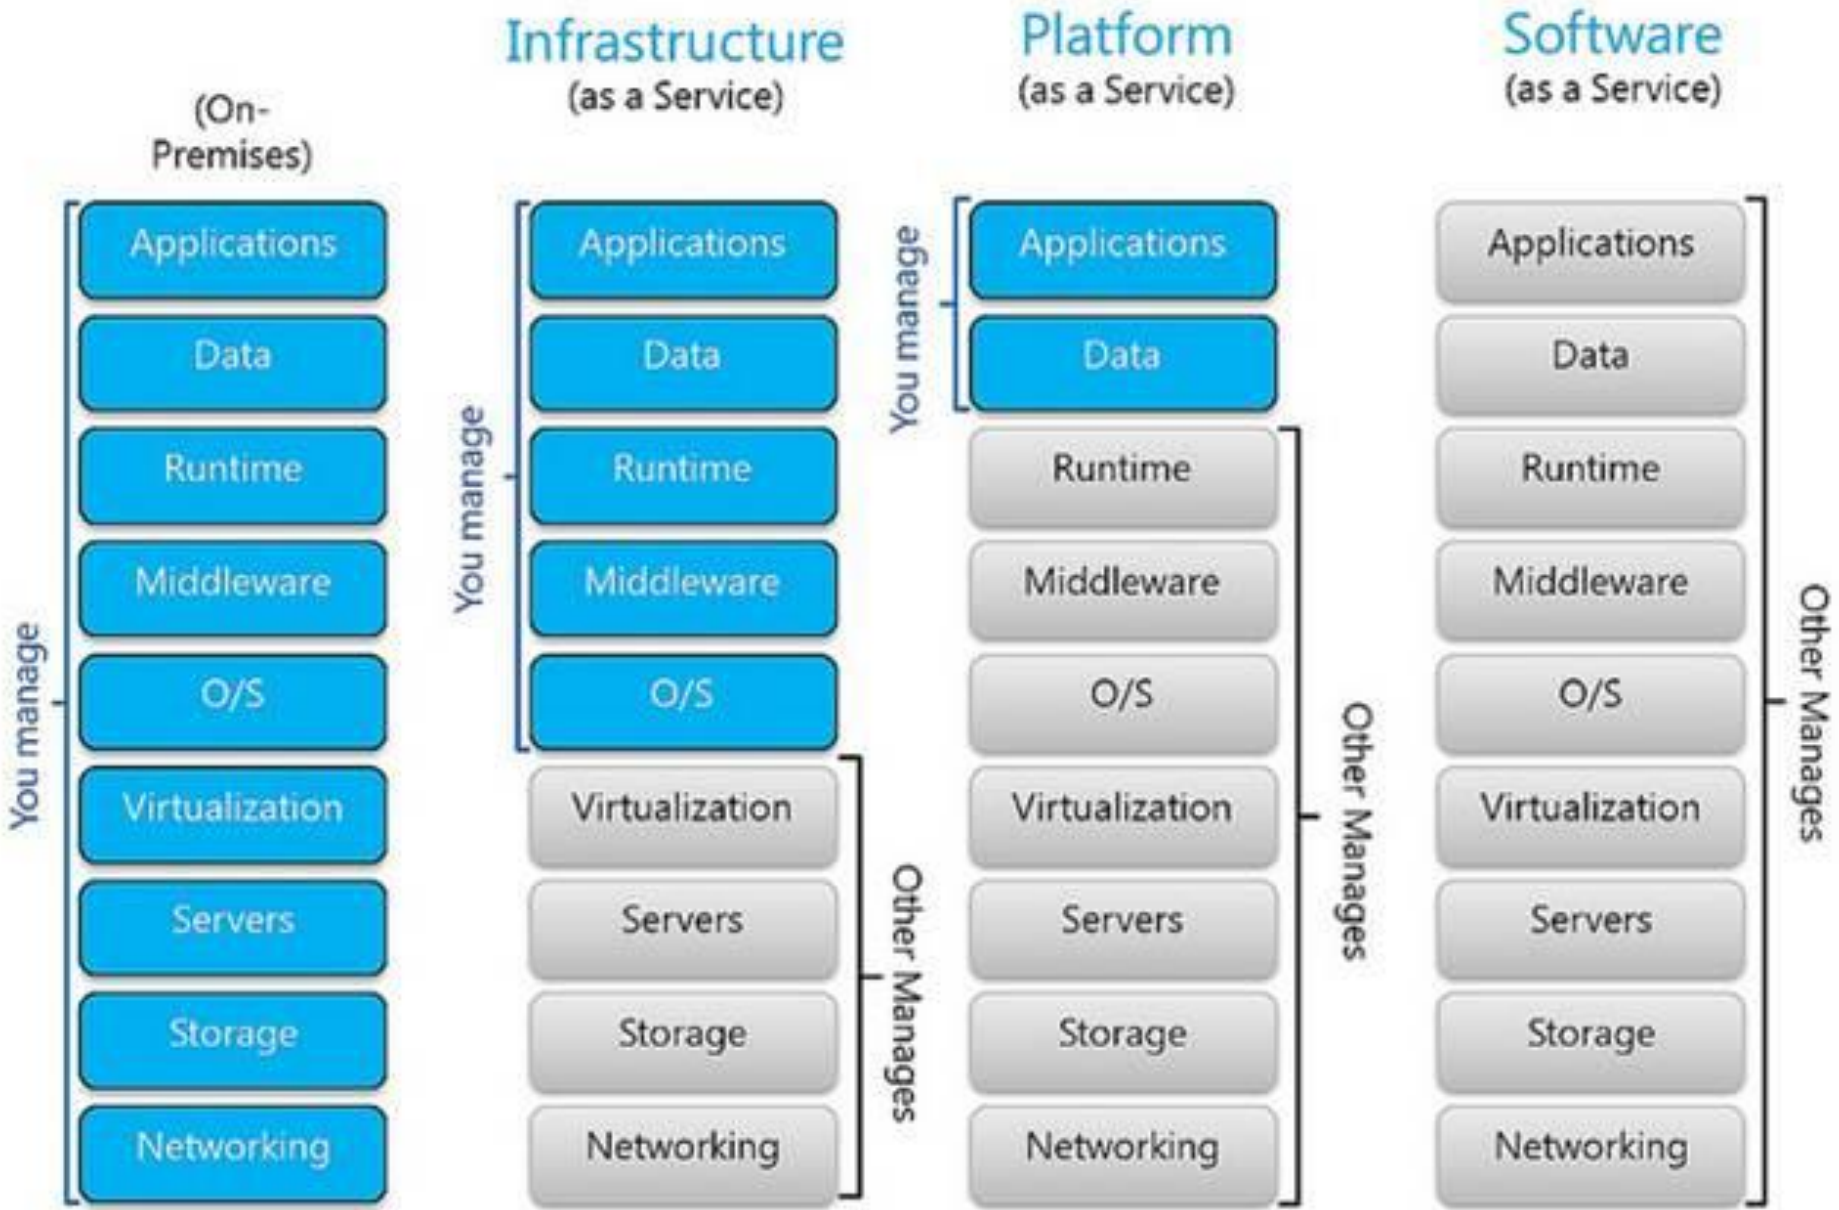 (On-
Premises)
You manage
Applications
Data
Runtime
Middleware
O/S
Virtualization
Servers
Storage
Networking
Infrastructure
(as a Service)
You manage
Applications
Data
Runtime
Middleware
O/S
Virtualization
Servers
Storage
Networking
Other Manages
Platform
(as a Service)
You manage
Applications
Data
Runtime
Middleware
O/S
Virtualization
Servers
Storage
Networking
Other Manages
Software
(as a Service)
Applications
Data
Runtime
Middleware
O/S
Virtualization
Servers
Storage
Networking
Other Manages